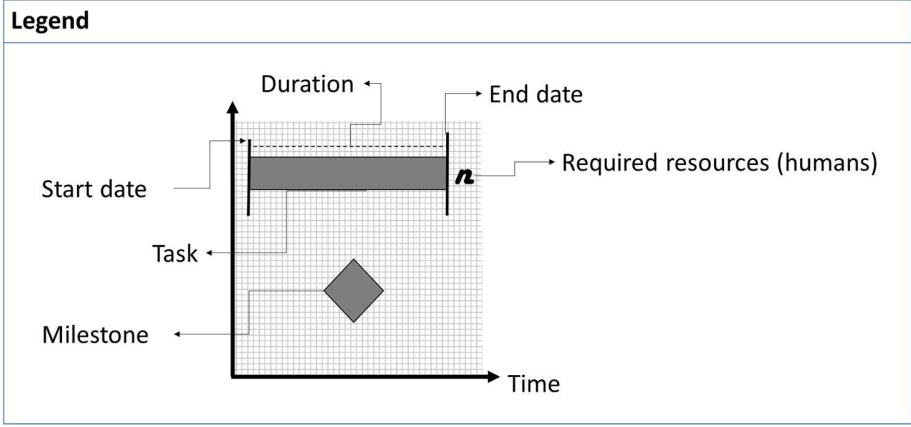 Legend
Duration
End date
Required resources (humans)
n
Start date
Task
Milestone
Time